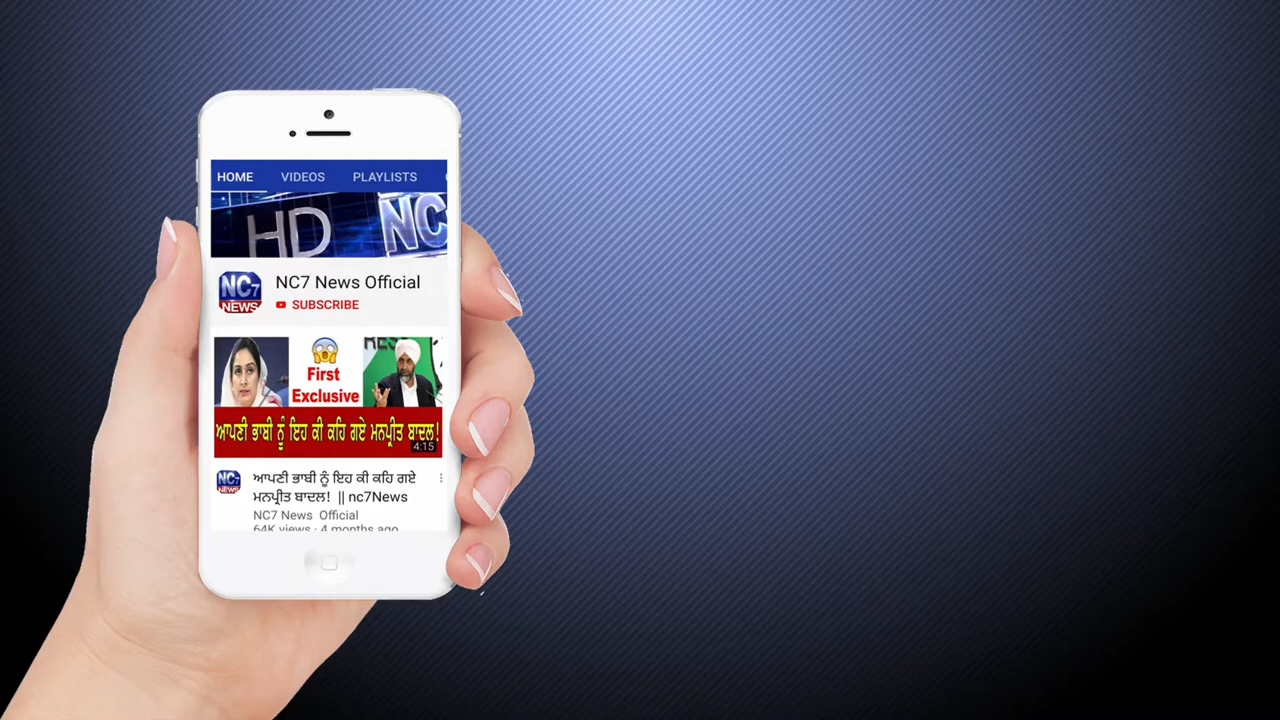 HOME VIDEOS PLAYLISTS
HD NC
NC7
NEWS
NC7 News Official
SUBSCRIBE
First
Exclusive
ਆਪਣੀ ਭਾਬੀ ਨੂੰ ਇਹ ਕੀ ਕਹਿ ਗਏ ਮਨਪ੍ਰੀਤ ਬਾਦਲ!
4:15
NC7
NEWS
ਆਪਣੀ ਭਾਬੀ ਨੂੰ ਇਹ ਕੀ ਕਹਿ ਗਏ
ਮਨਪ੍ਰੀਤ ਬਾਦਲ! || nc7News
NC7 News Official
64K views · 4 months ago